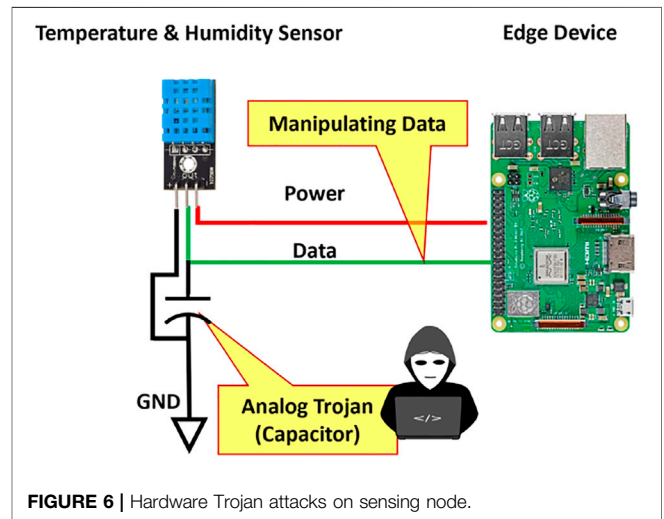 Temperature & Humidity Sensor
Edge Device
Manipulating Data
Power
Data
GND
Analog Trojan
(Capacitor)
</>
FIGURE 6 | Hardware Trojan attacks on sensing node.